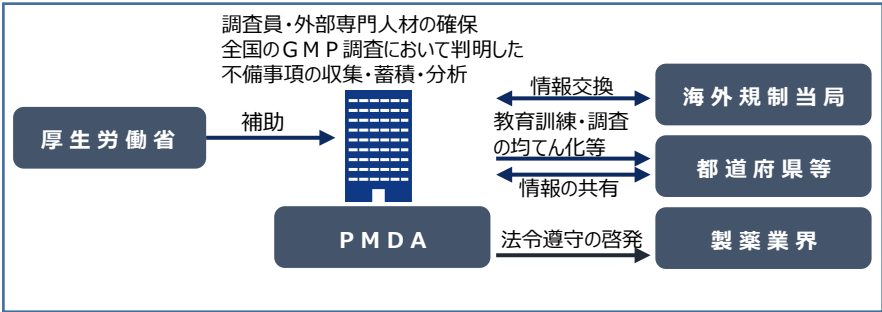 調査員・外部専門人材の確保
全国のGMP調査において判明した
不備事項の収集・蓄積・分析
厚生労働省
補助
PMDA
情報交換
海外規制当局
教育訓練・調査
の均てん化等
都道府県等
情報の共有
法令遵守の啓発
製薬業界